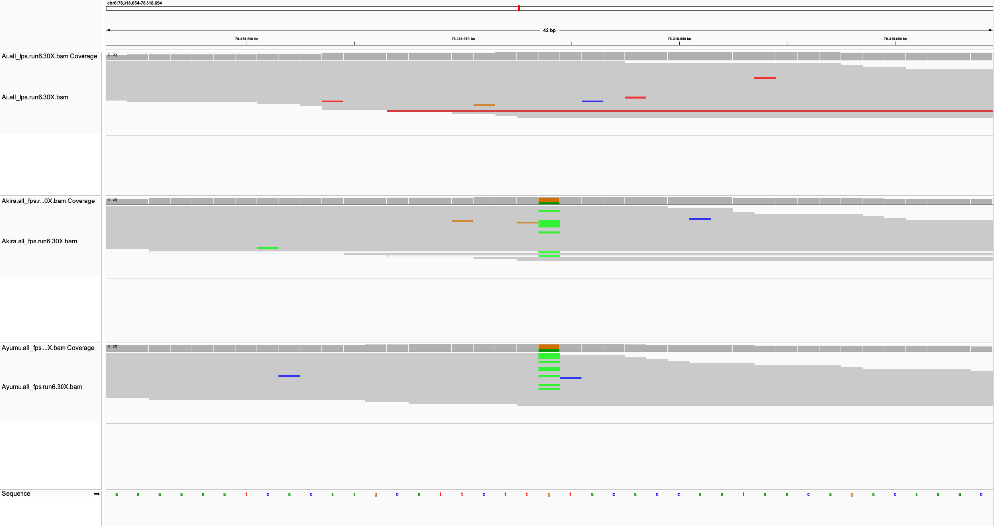 chr6:78,318,654-78,318,694
42 bp
78,318,660 bp 78,318,670 bp 78,318,680 bp 78,318,690 bp
Ai.all_fps.run6.30X.bam Coverage
[0 - 29]
Ai.all_fps.run6.30X.bam
Akira.all_fps.r...0X.bam Coverage
[0 - 28]
Akira.all_fps.run6.30X.bam
Ayumu.all_fps....X.bam Coverage
[0 - 27]
Ayumu.all_fps.run6.30X.bam
Sequence a a a a a a t c a c a a g c a t t c t t g t a c a c c a a t a a c a g a c a a a c